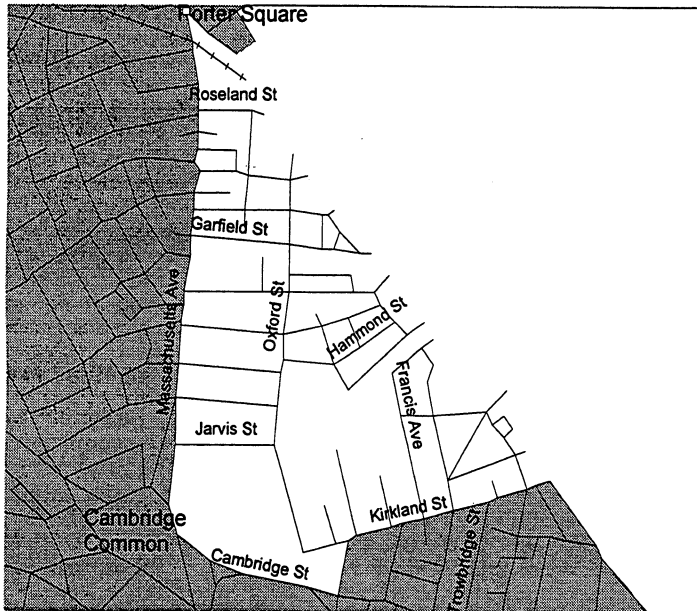 Porter Square
Roseland St
Garfield St
Massachusetts Ave
Oxford St
Hammond St
Francis Ave
Jarvis St
Kirkland St
Cambridge
Common
Cambridge St
Trowbridge St